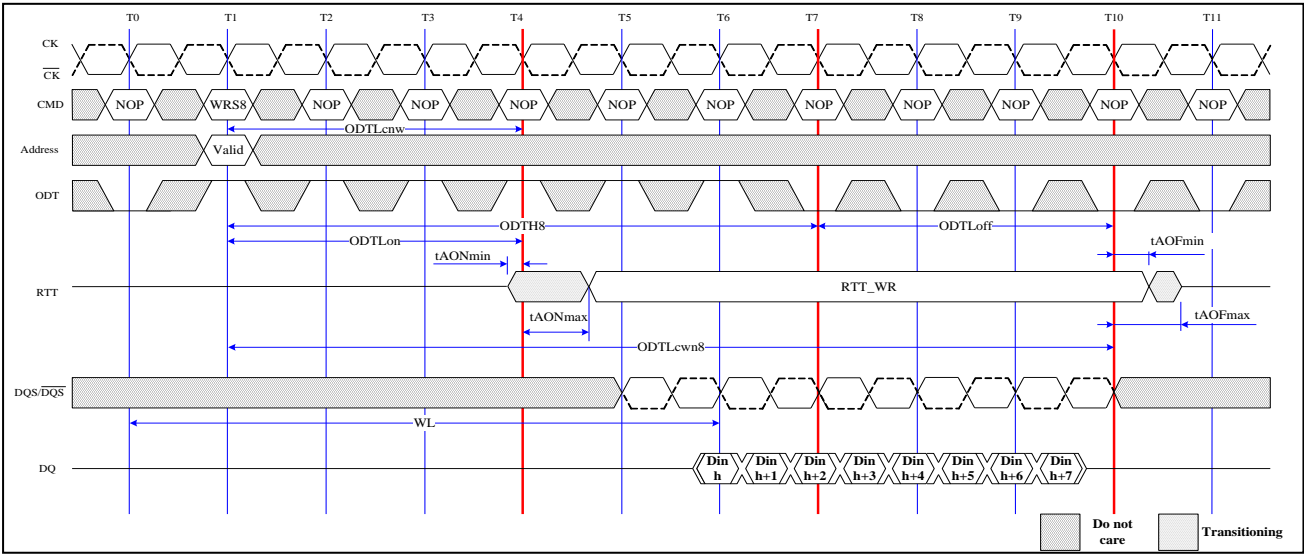 T0 T1 T2 T3 T4 T5 T6 T7 T8 T9 T10 T11
CK
CK
CMD NOP WRS8 NOP NOP NOP NOP NOP NOP NOP NOP NOP NOP
ODTLcnw
Address Valid
ODT
ODTH8 ODTLoff
ODTLon tAOFmin
tAONmin
RTT RTT_WR
tAONmax tAOFmax
ODTLcwn8
DQS/DQS
WL
DQ Din h Din h+1 Din h+2 Din h+3 Din h+4 Din h+5 Din h+6 Din h+7
Do not care Transitioning